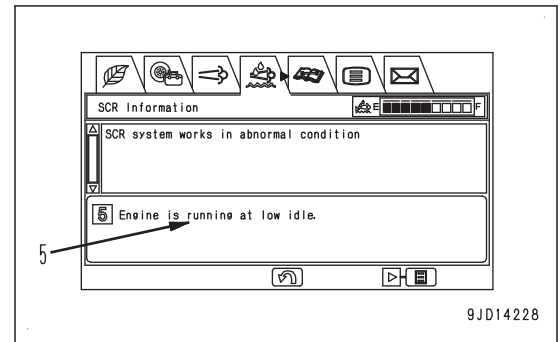 SCR Information
E
F
SCR system works in abnormal condition
5 Engine is running at low idle.
5
9JD14228